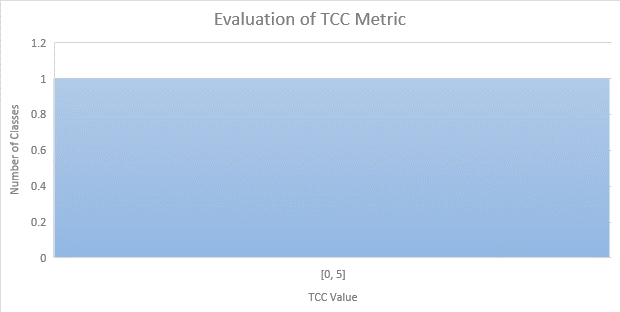 Evaluation of TCC Metric
1.2
1
0.8
0.6
0.4
0.2
0
Number of Classes
[0, 5]
TCC Value